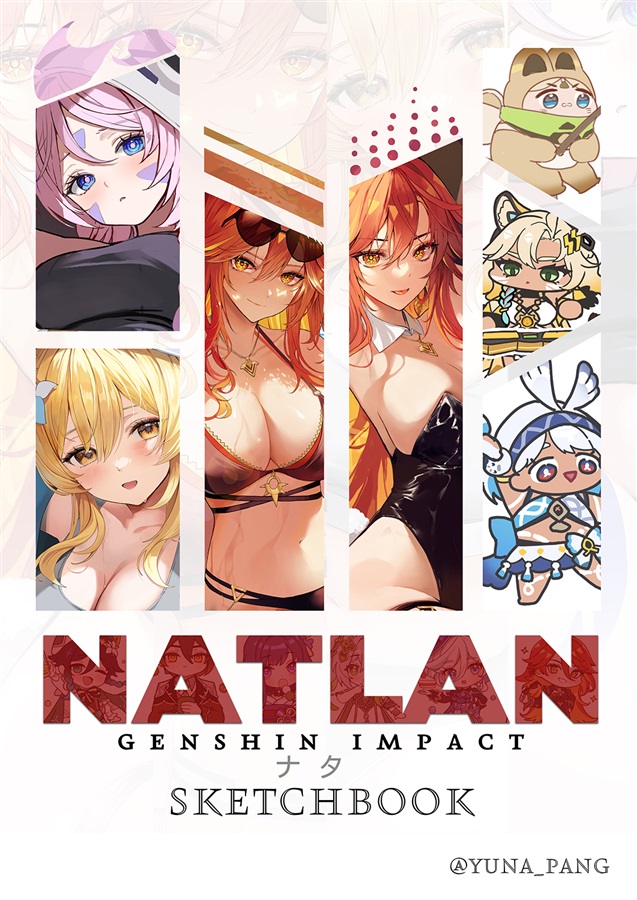 NATLAN
GENSHIN IMPACT
ナタ
SKETCHBOOK
@YUNA_PANG